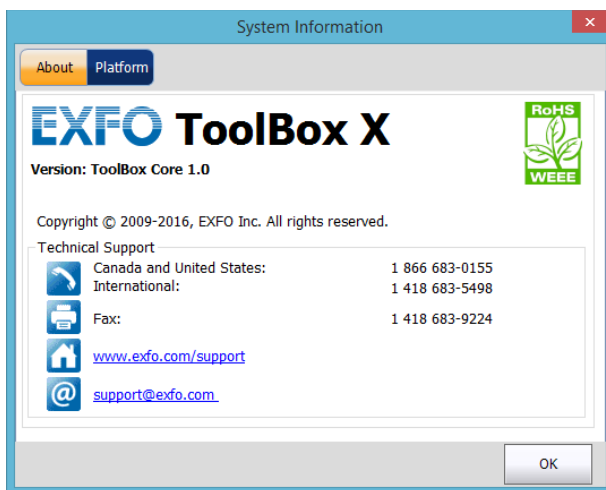 System Information
About Platform
EXFO ToolBox X
RoHS
WEEE
Version: ToolBox Core 1.0
Copyright © 2009-2016, EXFO Inc. All rights reserved.
Technical Support
Canada and United States: 1 866 683-0155
International: 1 418 683-5498
Fax: 1 418 683-9224
www.exfo.com/support
@ support@exfo.com
OK